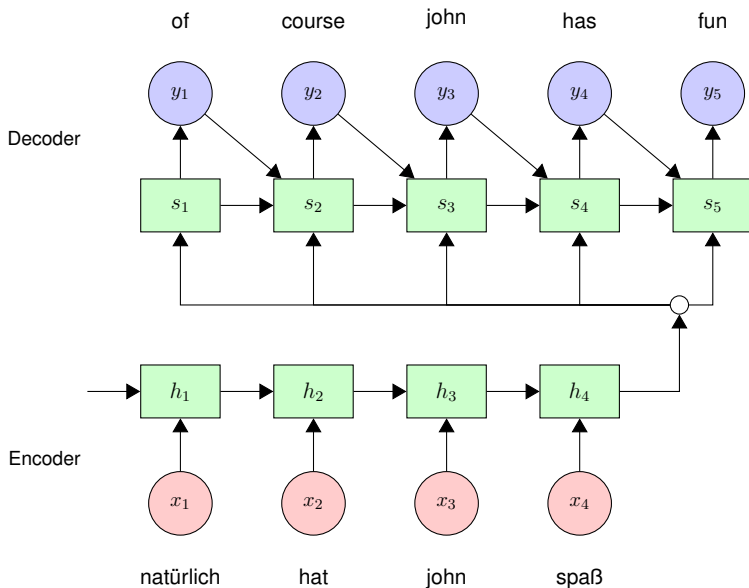 of course john has fun
y₁ y₂ y₃ y₄ y₅
Decoder
s₁ s₂ s₃ s₄ s₅
h₁ h₂ h₃ h₄
Encoder
x₁ x₂ x₃ x₄
natürlich hat john spaß